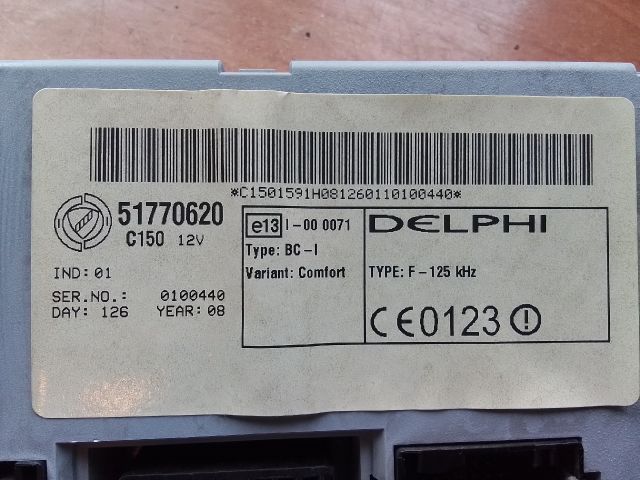 *C1501591H081260110100440*
51770620
C150 12V
IND: 01
SER.NO.: 0100440
DAY: 126 YEAR: 08
e13 I-00 0071
Type: BC-I
Variant: Comfort
DELPHI
TYPE: F-125 kHz
CE0123!